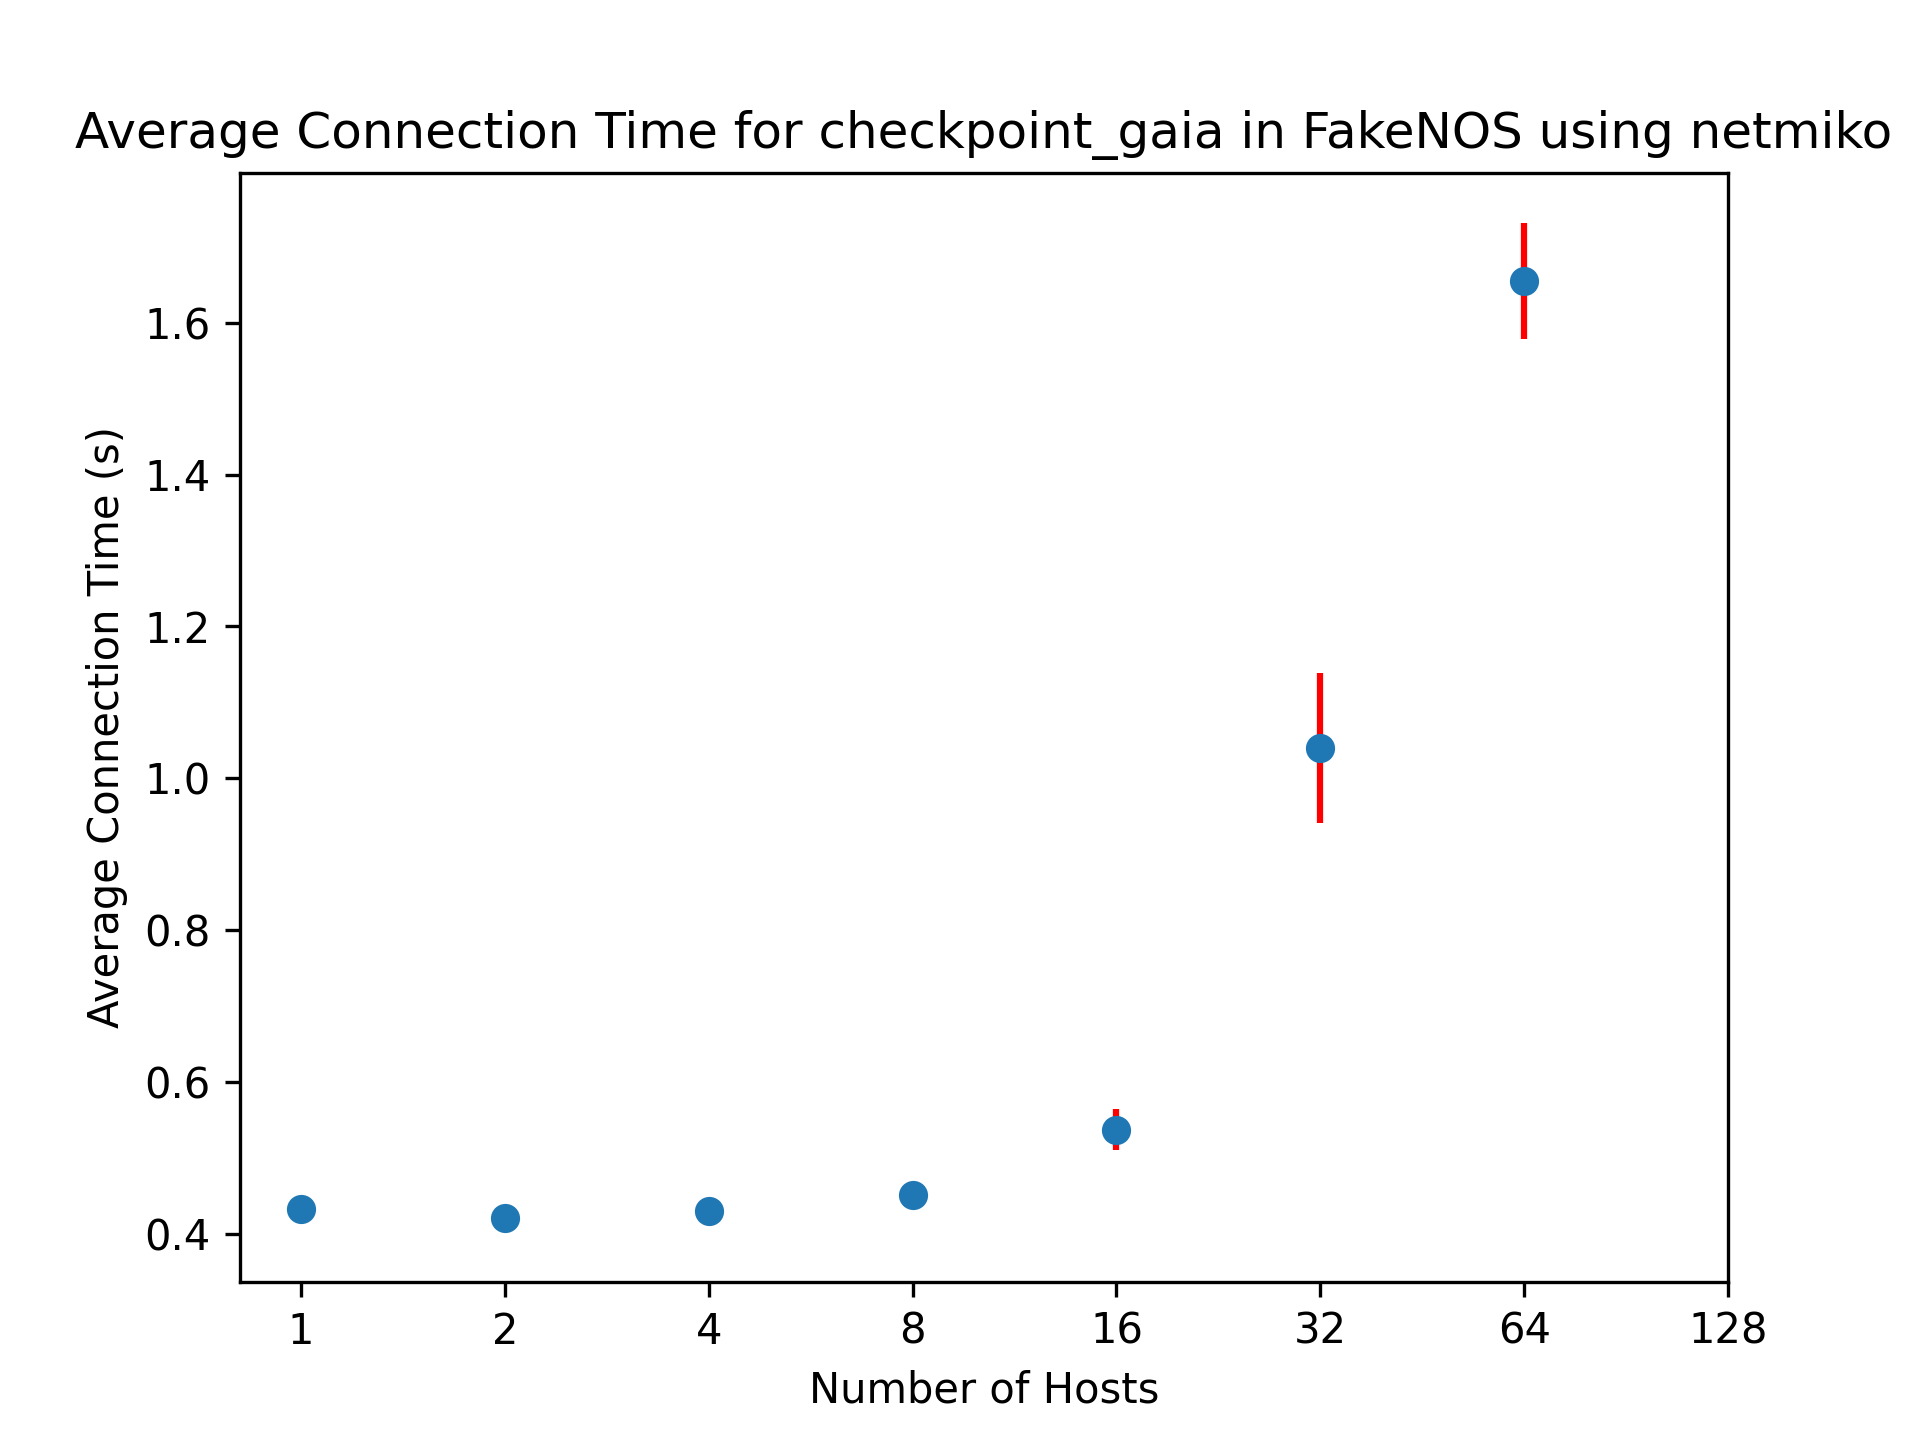 Average Connection Time for checkpoint_gaia in FakeNOS using netmiko
Average Connection Time (s)
1.6
1.4
1.2
1.0
0.8
0.6
0.4
1 2 4 8 16 32 64 128
Number of Hosts